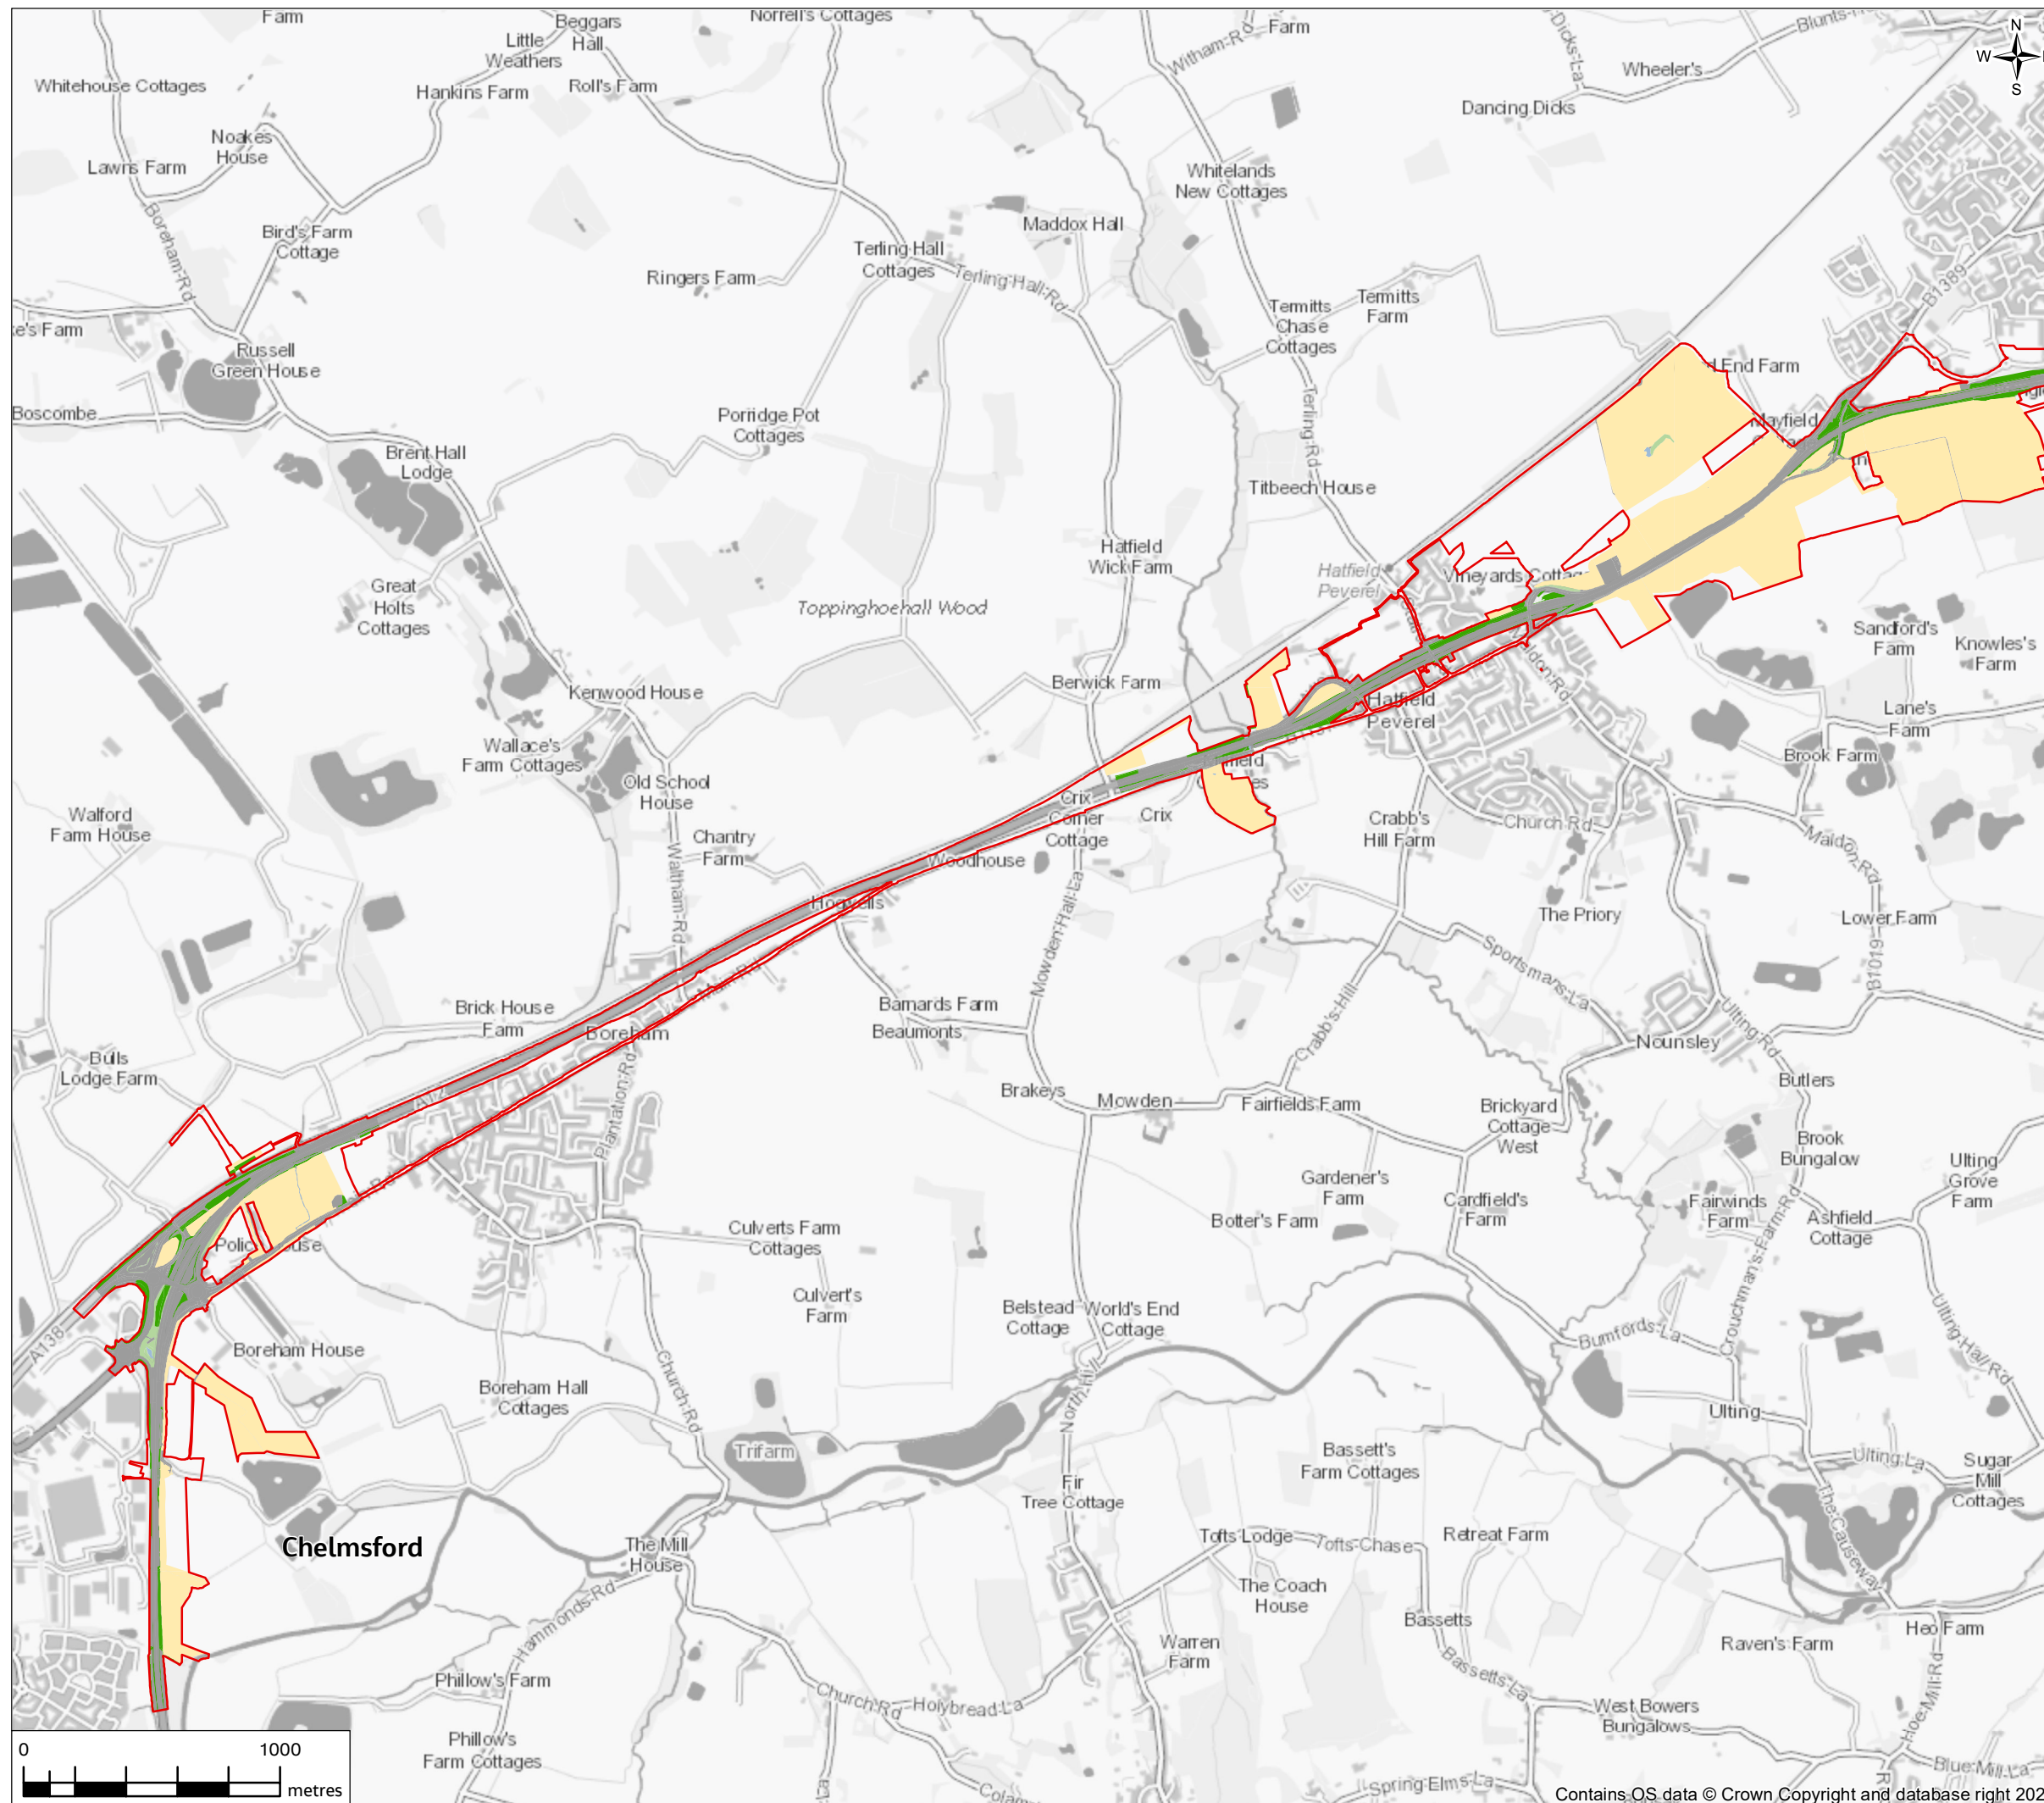 Farm
Beggars
Hall
Norrell's Cottages
Farm
Witham-Rd
Dicks-La
N
W
S
Little
Weathers
Whitehouse Cottages
Hankins Farm
Roll's Farm
Wheeler's
Dancing Dicks
Noakes
House
Lawns Farm
Whitelands
New Cottages
Boreham-Rd
Bird's Farm
Cottage
Maddox Hall
Terling Hall
Cottages
Terling-Hall-Rd
Ringers Farm
B1389
Termitts
Chase
Cottages
Termitts
Farm
Russell
Green House
End Farm
Boscombe
Porridge Pot
Cottages
Terling-Rd
Mayfield
Brent Hall
Lodge
Titbeech House
Hatfield
Wick Farm
Hatfield
Peverel
Vineyards
Great
Holts
Cottages
Toppinghoehall Wood
Sandford's
Farm
Knowles's
Farm
Berwick Farm
Kenwood House
Hatfield
Peverel
Lane's
Farm
Wallace's
Farm Cottages
Brook Farm
Old School
House
Crix
Corner
Cottage
Crix
Walford
Farm House
Chantry
Farm
Crabb's
Hill Farm
Church Rd
Maldon-Rd
Woodhouse
Waltham-Rd
The Priory
Lower Farm
Mowden-Hall-La
Sportsmans-La
B1019
Barnards Farm
Beaumonts
Brick House
Farm
Boreham
Crabb's-Hill
Ulting-Rd
Nounsley
Bulls
Lodge Farm
Plantation-Rd
Brakeys
Mowden
Fairfields Farm
Butlers
Brickyard
Cottage
West
Brook
Bungalow
Ulting
Grove
Farm
Gardener's
Farm
Cardfield's
Farm
Botter's Farm
Fairwinds
Farm
Crouchman's-Farm-Rd
Ashfield
Cottage
Culverts Farm
Cottages
Culvert's
Farm
Belstead
Cottage
World's End
Cottage
Bumfords-La
Ulting-Hall-Rd
A138
Boreham House
Church-Rd
North-Hill
Boreham Hall
Cottages
Ulting
Trifarm
Bassett's
Farm Cottages
Ulting-La
Sugar
Mill
Cottages
Fir
Tree Cottage
The-Causeway
Chelmsford
The Mill
House
Tofts Lodge
Tofts-Chase
Retreat Farm
Hammonds-Rd
The Coach
House
Bassetts
Warren
Farm
Raven's Farm
Phillow's Farm
Bassetts-La
Hoe-Mill-Rd
Church-Rd
Holybread-La
West Bowers
Bungalows
Phillow's
Farm Cottages
Blue-Mill-La
Spring-Elms-La
0
1000
metres
Contains OS data © Crown Copyright and database right 202